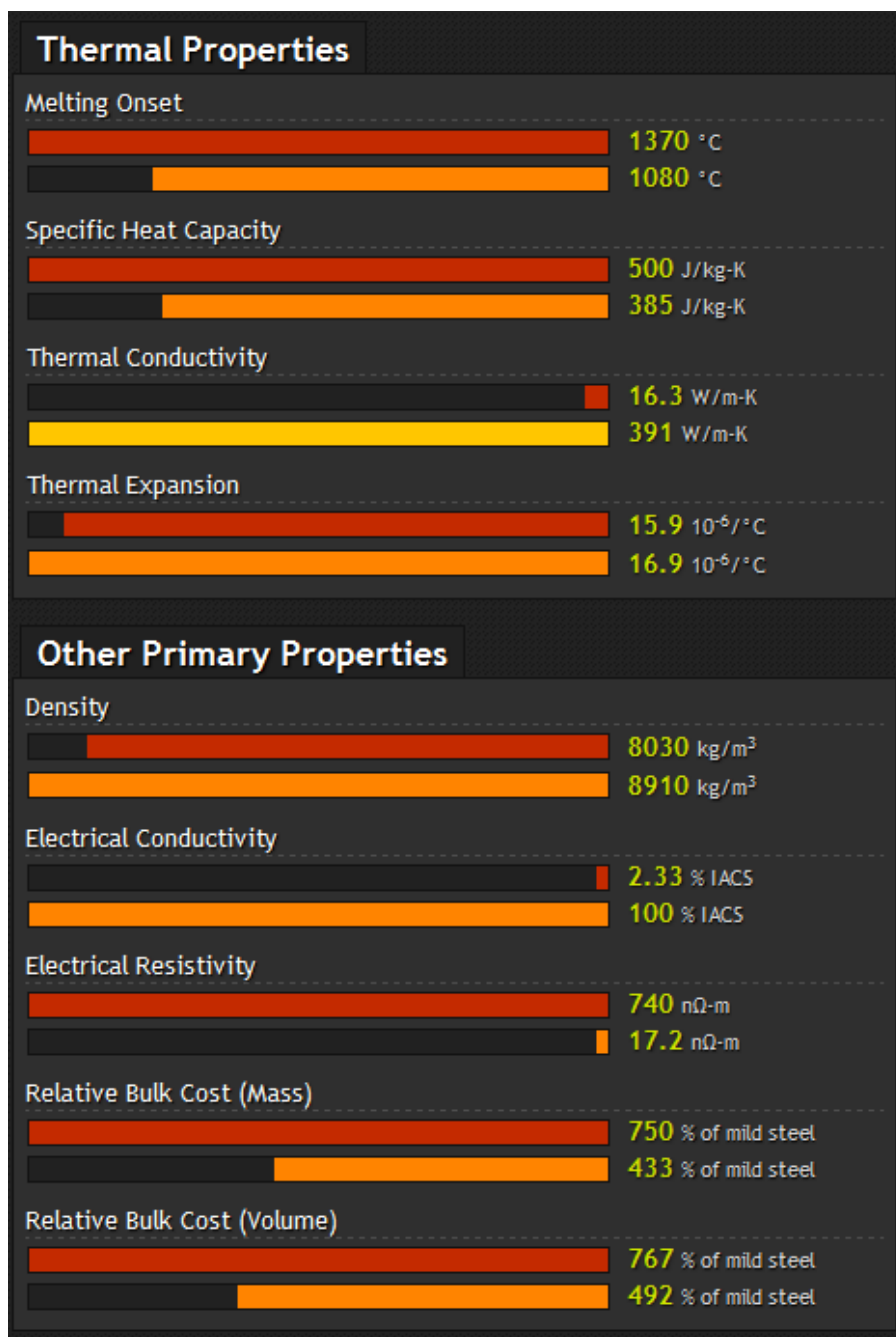 Thermal Properties
Melting Onset
1370 °C
1080 °C
Specific Heat Capacity
500 J/kg-K
385 J/kg-K
Thermal Conductivity
16.3 W/m-K
391 W/m-K
Thermal Expansion
15.9 10⁻⁶/°C
16.9 10⁻⁶/°C
Other Primary Properties
Density
8030 kg/m³
8910 kg/m³
Electrical Conductivity
2.33 % IACS
100 % IACS
Electrical Resistivity
740 nΩ-m
17.2 nΩ-m
Relative Bulk Cost (Mass)
750 % of mild steel
433 % of mild steel
Relative Bulk Cost (Volume)
767 % of mild steel
492 % of mild steel